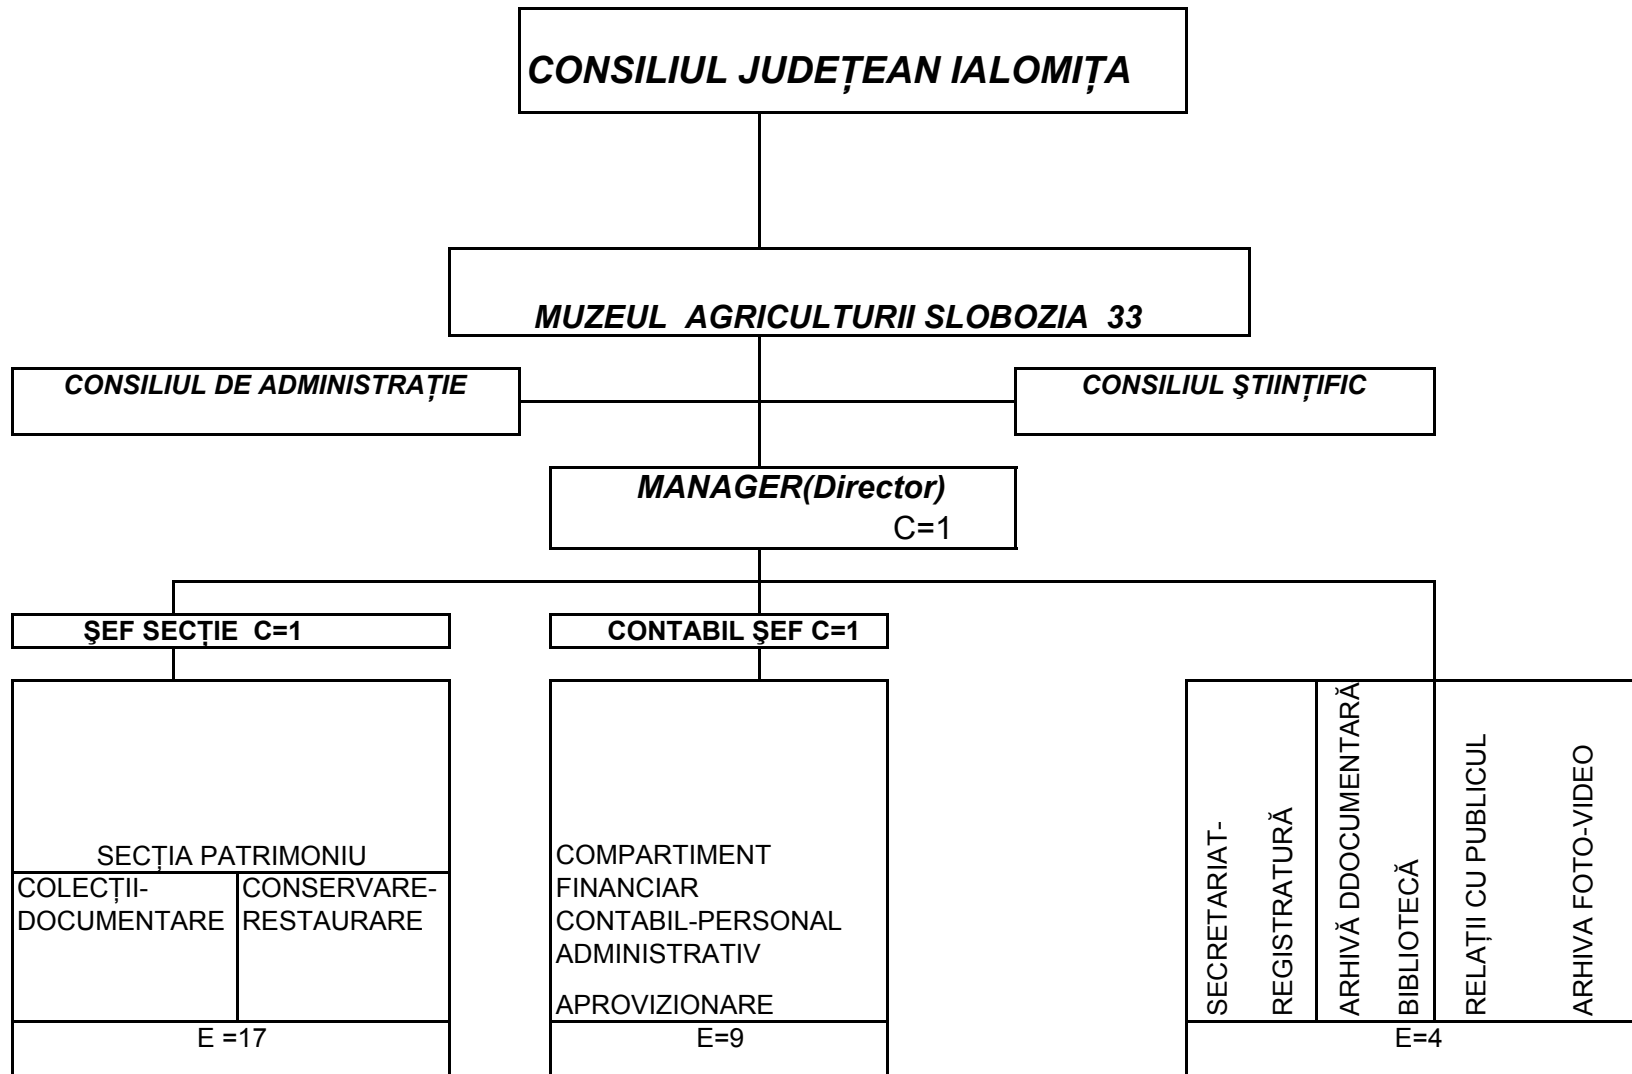 CONSILIUL JUDEȚEAN IALOMIȚA
MUZEUL AGRICULTURII SLOBOZIA 33
CONSILIUL DE ADMINISTRAȚIE
CONSILIUL ŞTIINȚIFIC
MANAGER(Director)
C=1
ŞEF SECȚIE C=1
CONTABIL ŞEF C=1
SECȚIA PATRIMONIU
COLECȚII-
DOCUMENTARE
CONSERVARE-
RESTAURARE
E =17
COMPARTIMENT
FINANCIAR
CONTABIL-PERSONAL
ADMINISTRATIV
APROVIZIONARE
E=9
SECRETARIAT-
REGISTRATURĂ
ARHIVĂ DDOCUMENTARĂ
BIBLIOTECĂ
RELAȚII CU PUBLICUL
ARHIVA FOTO-VIDEO
E=4